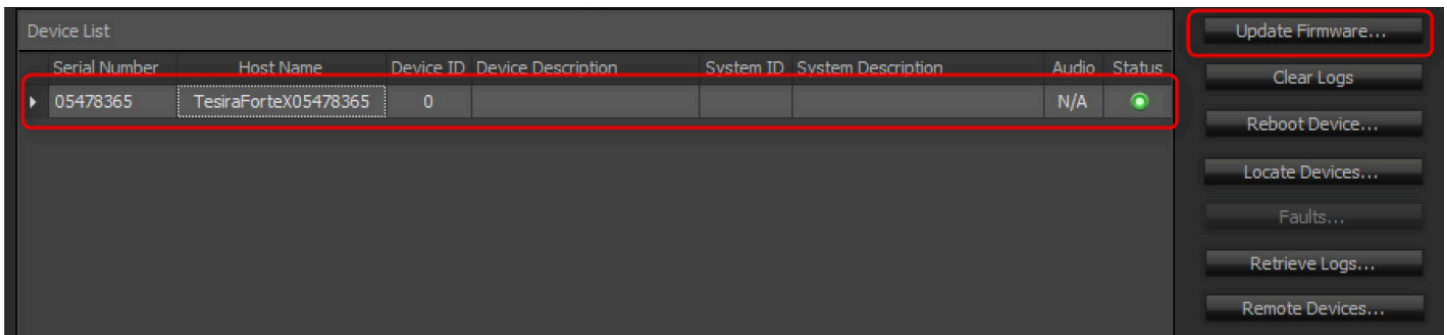 Device List
Serial Number Host Name Device ID Device Description System ID System Description Audio Status
05478365 TesiraForteX05478365 0 N/A
Update Firmware...
Clear Logs
Reboot Device...
Locate Devices...
Faults...
Retrieve Logs...
Remote Devices...